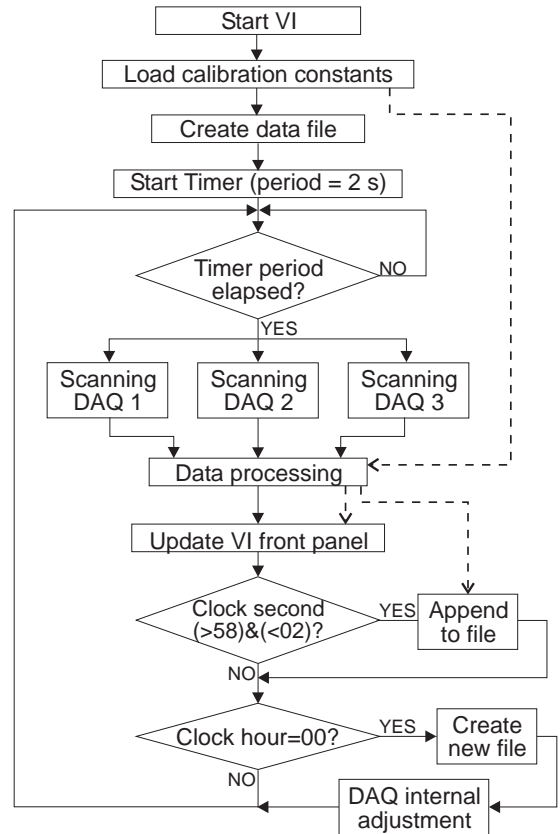 Start VI
Load calibration constants
Create data file
Start Timer (period = 2 s)
Timer period
elapsed?
NO
YES
Scanning
DAQ 1
Scanning
DAQ 2
Scanning
DAQ 3
Data processing
Update VI front panel
Clock second
(>58)&(<02)?
YES
Append
to file
NO
Clock hour=00?
YES
Create
new file
NO
DAQ internal
adjustment